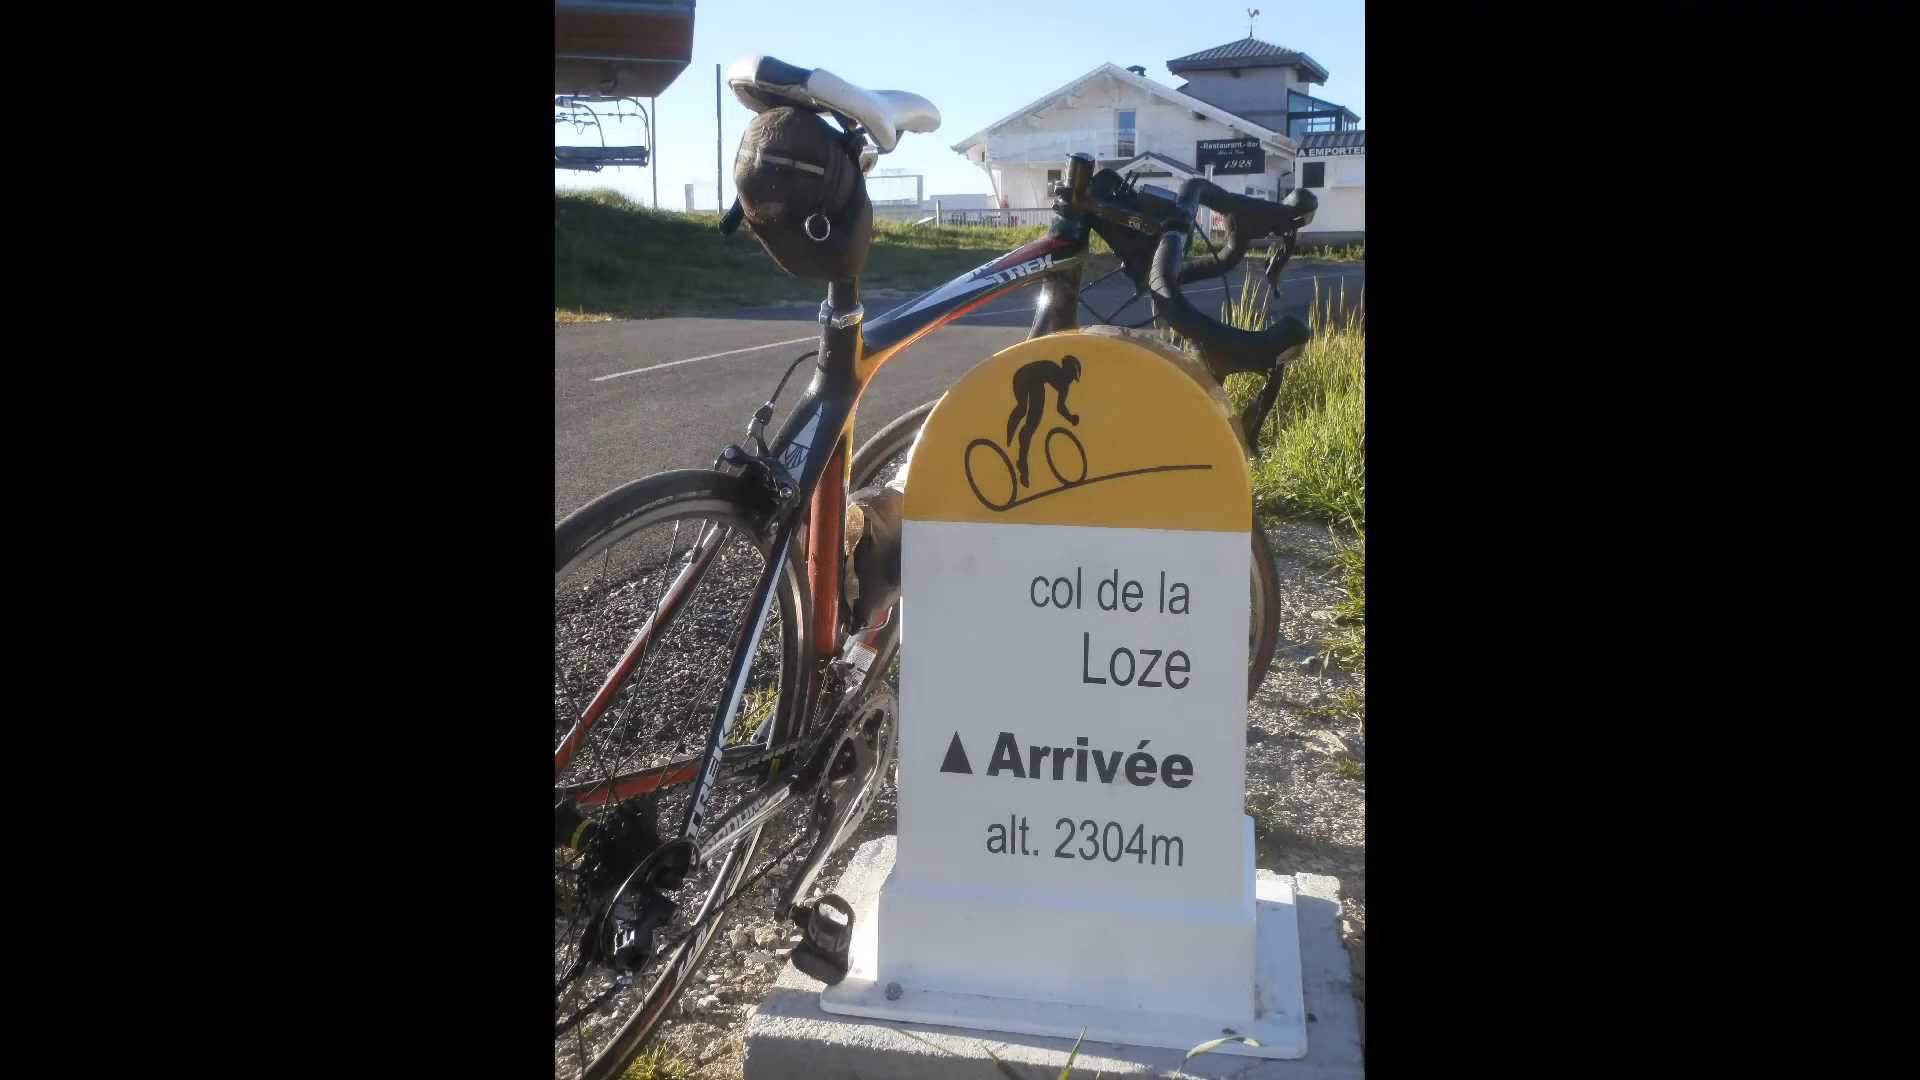 -Restaurant-Bar
1928
A EMPORTER
TREK
col de la
Loze
▲ Arrivée
alt. 2304m
TREK